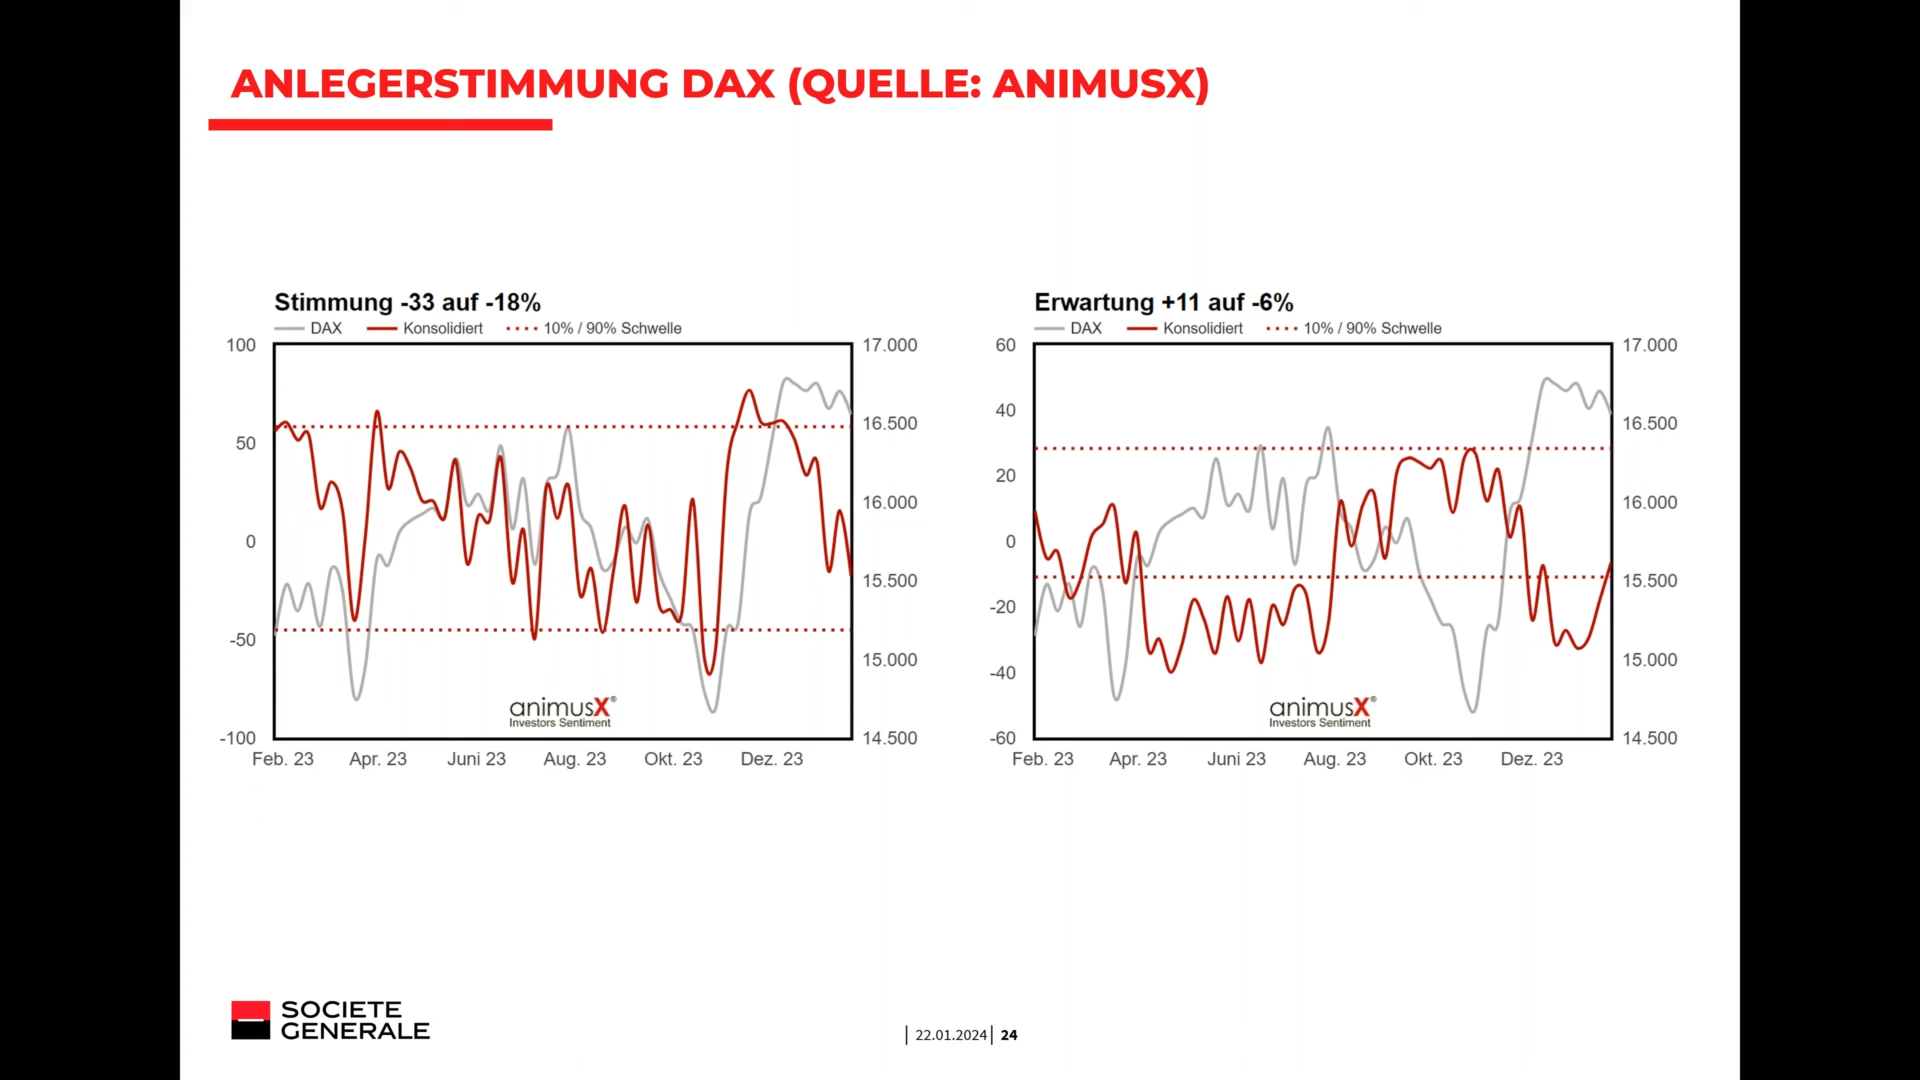 ANLEGERSTIMMUNG DAX (QUELLE: ANIMUSX)
Stimmung -33 auf -18%
DAX Konsolidiert 10% / 90% Schwelle
100
50
0
-50
-100
17.000
16.500
16.000
15.500
15.000
14.500
animusX®
Investors Sentiment
Feb. 23 Apr. 23 Juni 23 Aug. 23 Okt. 23 Dez. 23
Erwartung +11 auf -6%
DAX Konsolidiert 10% / 90% Schwelle
60
40
20
0
-20
-40
-60
17.000
16.500
16.000
15.500
15.000
14.500
animusX®
Investors Sentiment
Feb. 23 Apr. 23 Juni 23 Aug. 23 Okt. 23 Dez. 23
SOCIETE
GENERALE
| 22.01.2024 | 24